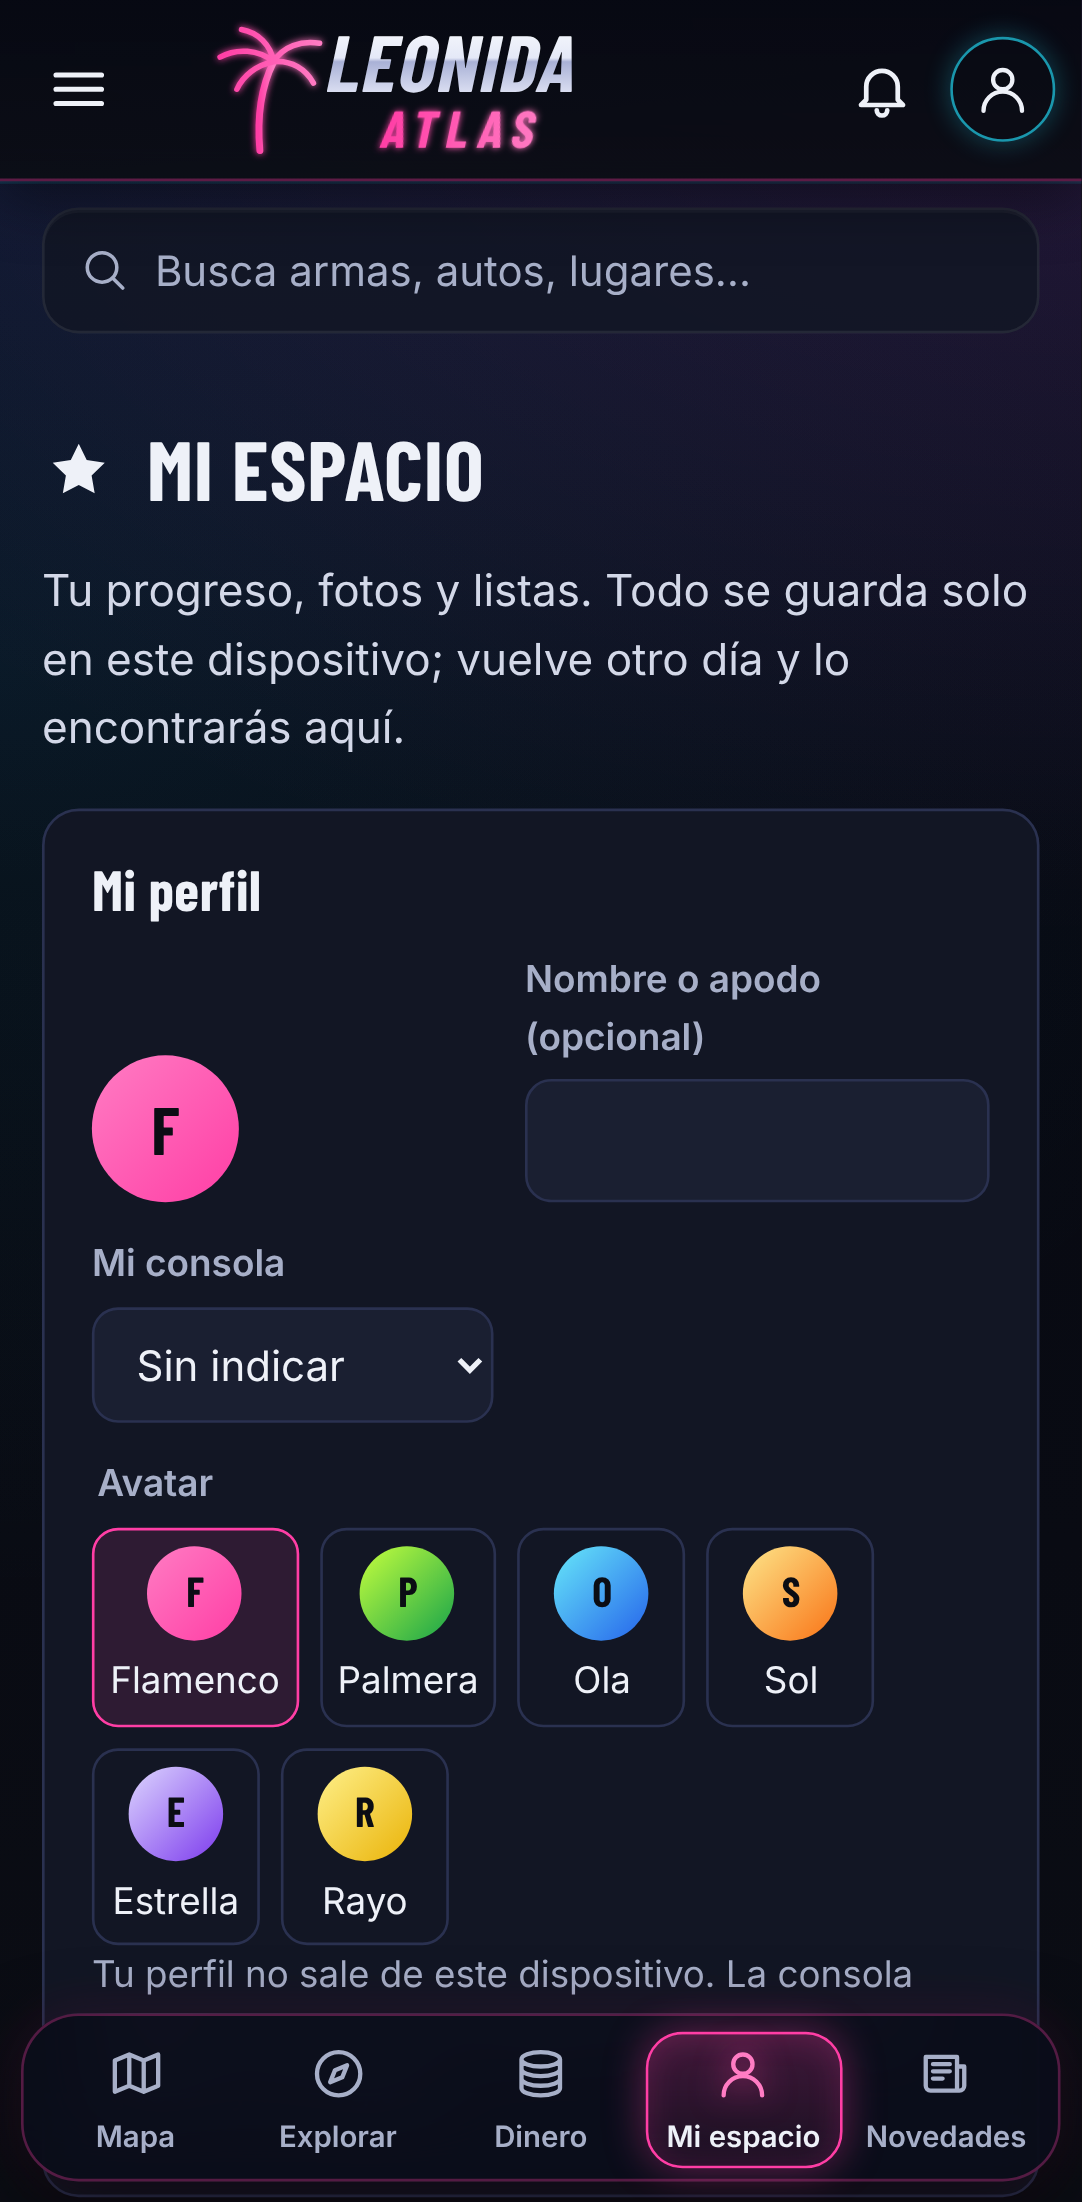 LEONIDA
ATLAS
Busca armas, autos, lugares...
MI ESPACIO
Tu progreso, fotos y listas. Todo se guarda solo
en este dispositivo; vuelve otro día y lo
encontrarás aquí.
Mi perfil
Nombre o apodo
(opcional)
F
Mi consola
Sin indicar
Avatar
F
Flamenco
P
Palmera
O
Ola
S
Sol
E
Estrella
R
Rayo
Tu perfil no sale de este dispositivo. La consola
Mapa
Explorar
Dinero
Mi espacio
Novedades